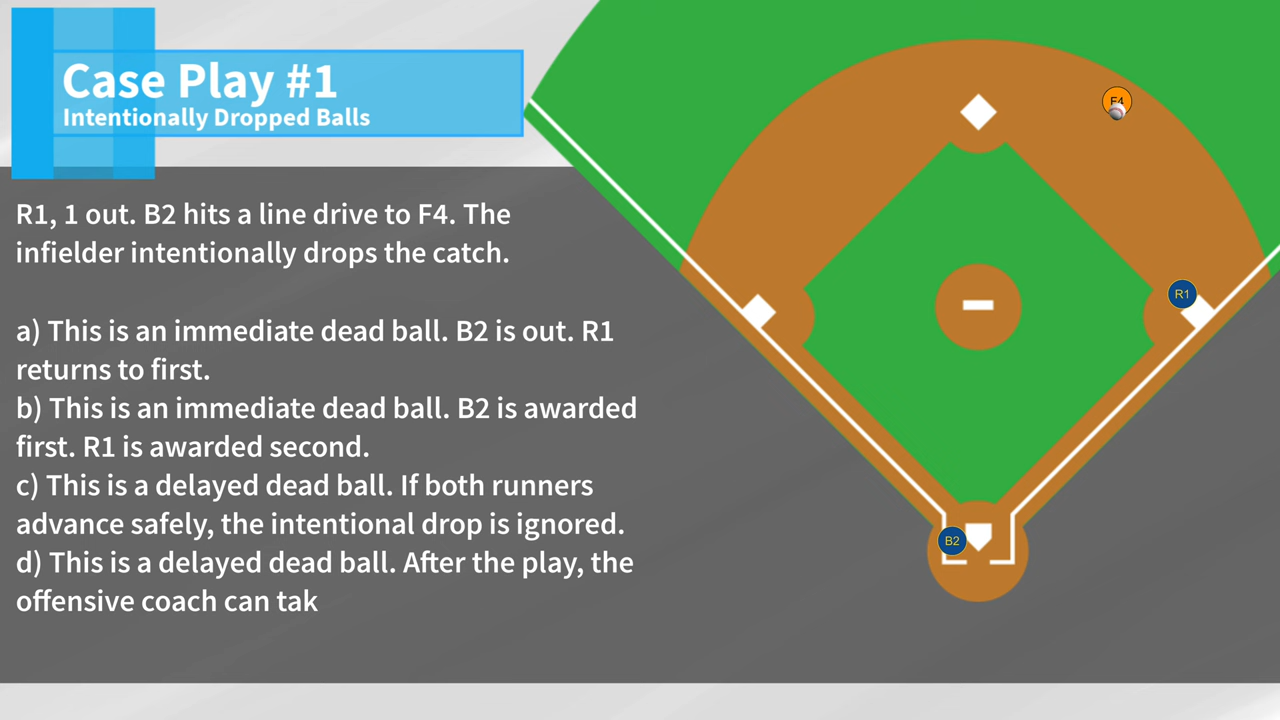 Case Play #1
Intentionally Dropped Balls
R1, 1 out. B2 hits a line drive to F4. The
infielder intentionally drops the catch.
a) This is an immediate dead ball. B2 is out. R1
returns to first.
b) This is an immediate dead ball. B2 is awarded
first. R1 is awarded second.
c) This is a delayed dead ball. If both runners
advance safely, the intentional drop is ignored.
d) This is a delayed dead ball. After the play, the
offensive coach can tak
F4
R1
B2